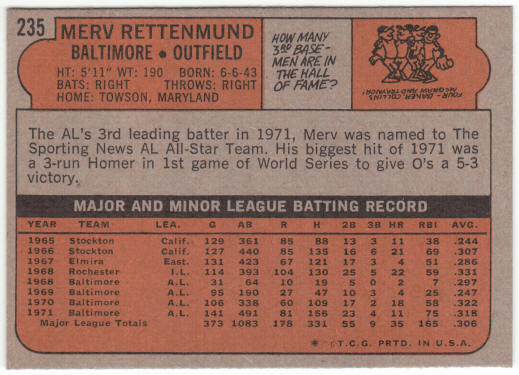 235 MERV RETTENMUND
BALTIMORE • OUTFIELD
HT: 5'11" WT: 190 BORN: 6-6-43
BATS: RIGHT THROWS: RIGHT
HOME: TOWSON, MARYLAND
HOW MANY
3RD BASE-
MEN ARE IN
THE HALL
OF FAME?
FOUR - BAKER, COLLINS,
McGRAW AND TRAYNOR!
The AL's 3rd leading batter in 1971, Merv was named to The
Sporting News AL All-Star Team. His biggest hit of 1971 was
a 3-run Homer in 1st game of World Series to give O's a 5-3
victory.
MAJOR AND MINOR LEAGUE BATTING RECORD
YEAR TEAM LEA. G AB R H 2B 3B HR RBI AVG.
1965 Stockton Calif. 129 361 85 88 13 3 11 38 .244
1966 Stockton Calif. 127 440 85 135 16 6 21 69 .307
1967 Elmira East. 131 423 67 121 17 3 4 51 .286
1968 Rochester I.L. 114 393 104 130 25 5 22 59 .331
1968 Baltimore A.L. 31 64 10 19 5 0 2 7 .297
1969 Baltimore A.L. 95 190 27 47 10 3 4 25 .247
1970 Baltimore A.L. 106 338 60 109 17 2 18 58 .322
1971 Baltimore A.L. 141 491 81 156 23 4 11 75 .318
Major League Totals 373 1083 178 331 55 9 35 165 .306
* © T.C.G. PRTD. IN U.S.A.